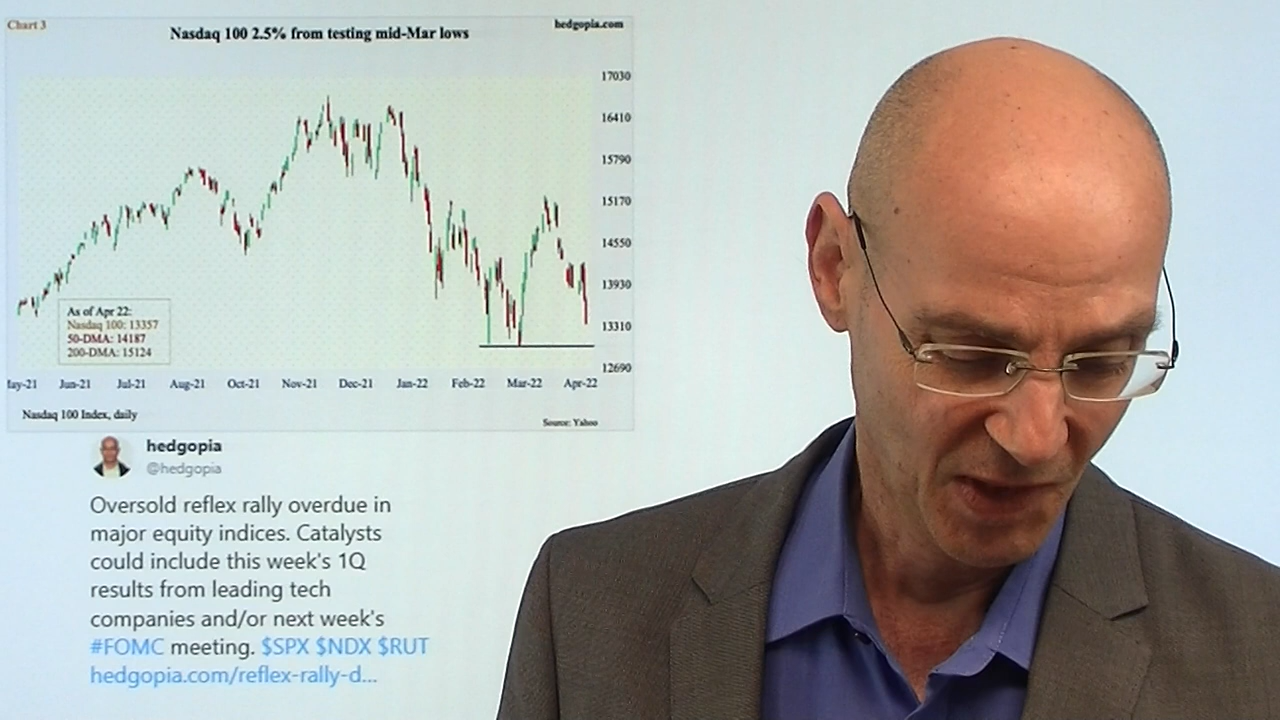 Chart 3
hedgopia.com
Nasdaq 100 2.5% from testing mid-Mar lows
17030
16410
15790
15170
14550
13930
13310
12690
As of Apr 22:
Nasdaq 100: 13357
50-DMA: 14187
200-DMA: 15124
lay-21 Jun-21 Jul-21 Aug-21 Oct-21 Nov-21 Dec-21 Jan-22 Feb-22 Mar-22 Apr-22
Nasdaq 100 Index, daily
Source: Yahoo
hedgopia
@hedgopia
Oversold reflex rally overdue in
major equity indices. Catalysts
could include this week's 1Q
results from leading tech
companies and/or next week's
#FOMC meeting. $SPX $NDX $RUT
hedgopia.com/reflex-rally-d...